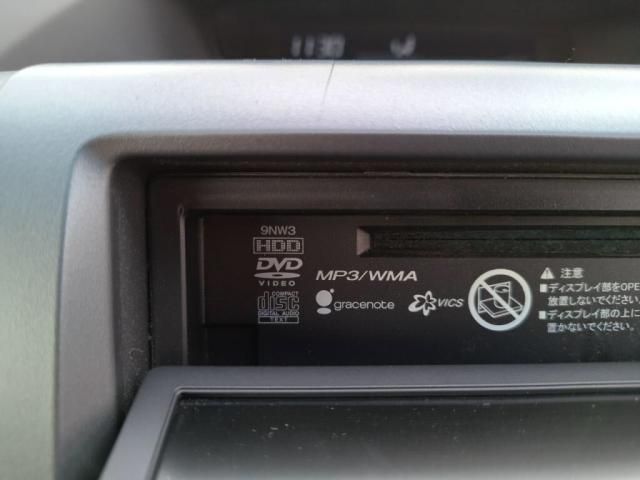 11:30
9NW3
HDD
DVD
VIDEO
MP3/WMA
COMPACT
disc
DIGITAL AUDIO
TEXT
gracenote
VICS
注意
■ディスプレイ部をOPE
放置しないでくださ
■ディスプレイ部の上に
置かないでください。